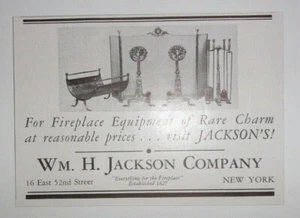 For Fireplace Equipment of Rare Charm
at reasonable prices . . . visit JACKSON'S!
WM. H. JACKSON COMPANY
16 East 52nd Street
"Everything for the Fireplace"
Established 1827
NEW YORK